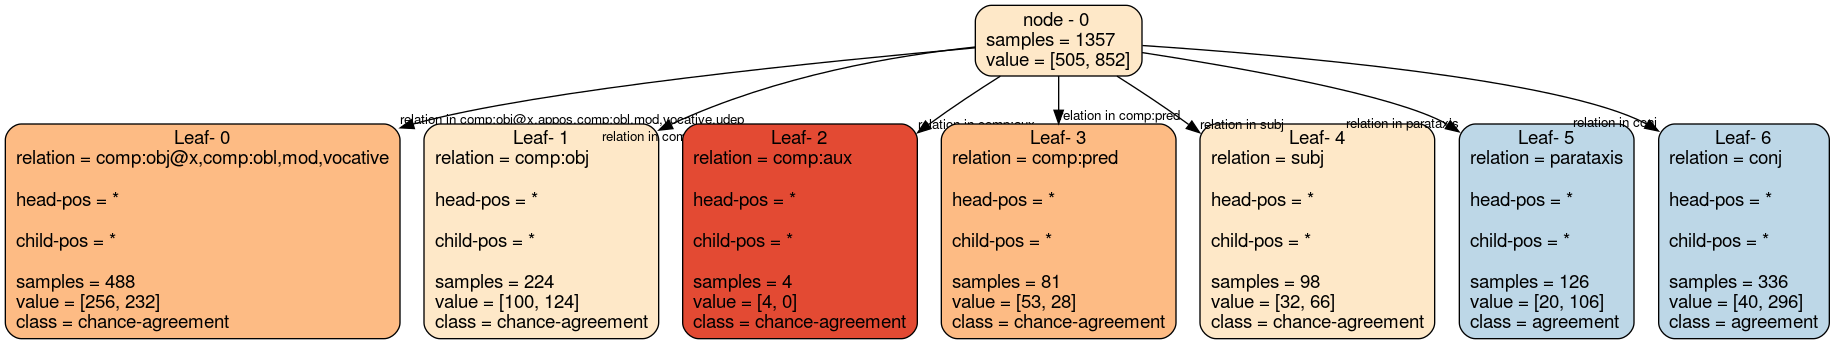 node - 0
samples = 1357
value = [505, 852]
relation in comp:obj@x,appos,comp:obl,mod,vocative,udep
relation in com
relation in comp:aux
relation in comp:pred
relation in subj
relation in parataxis
relation in conj
Leaf- 0
relation = comp:obj@x,comp:obl,mod,vocative
head-pos = *
child-pos = *
samples = 488
value = [256, 232]
class = chance-agreement
Leaf- 1
relation = comp:obj
head-pos = *
child-pos = *
samples = 224
value = [100, 124]
class = chance-agreement
Leaf- 2
relation = comp:aux
head-pos = *
child-pos = *
samples = 4
value = [4, 0]
class = chance-agreement
Leaf- 3
relation = comp:pred
head-pos = *
child-pos = *
samples = 81
value = [53, 28]
class = chance-agreement
Leaf- 4
relation = subj
head-pos = *
child-pos = *
samples = 98
value = [32, 66]
class = chance-agreement
Leaf- 5
relation = parataxis
head-pos = *
child-pos = *
samples = 126
value = [20, 106]
class = agreement
Leaf- 6
relation = conj
head-pos = *
child-pos = *
samples = 336
value = [40, 296]
class = agreement